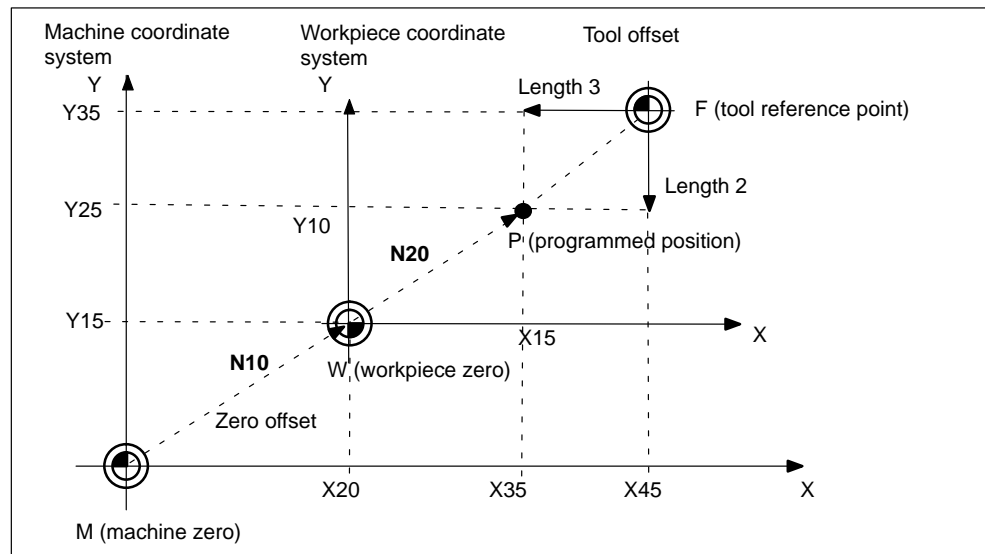 Machine coordinate
system
Workpiece coordinate
system
Tool offset
Y
Y
Length 3
Y35
F (tool reference point)
Length 2
Y25
Y10
P (programmed position)
N20
Y15
X15
X
N10
W (workpiece zero)
Zero offset
X20
X35
X45
X
M (machine zero)